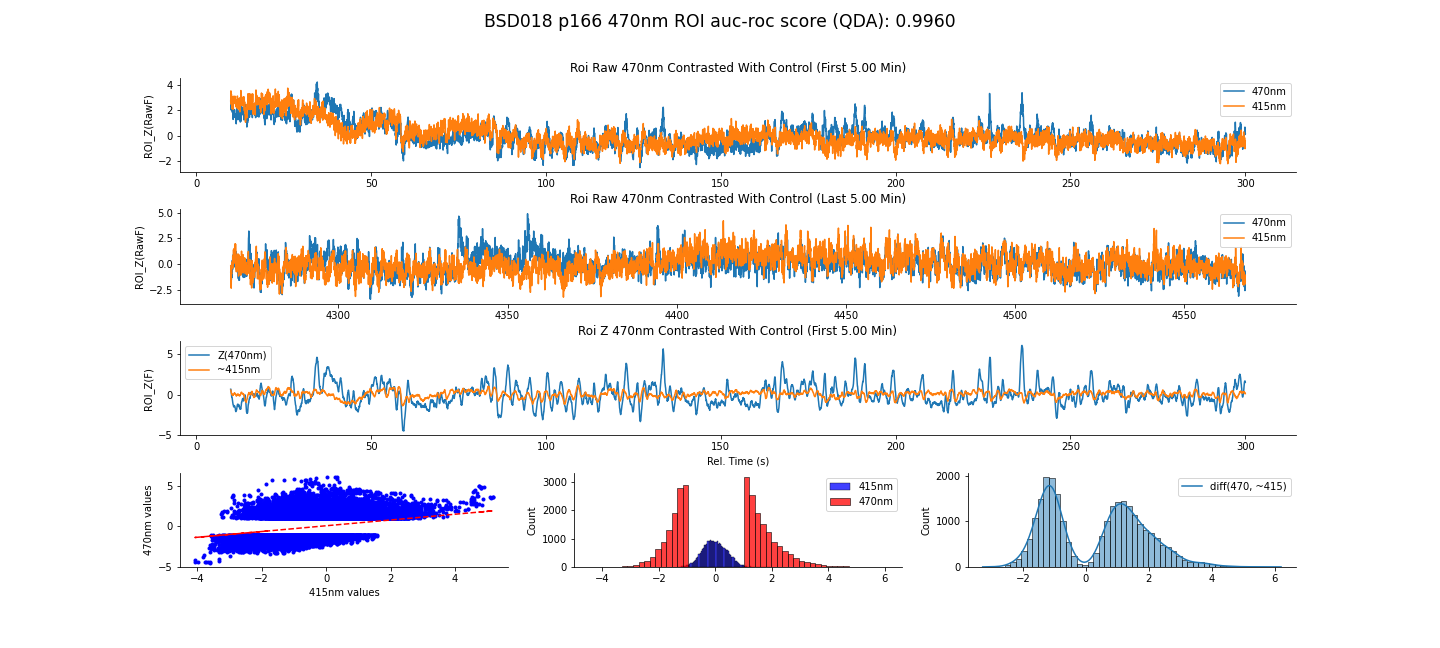 BSD018 p166 470nm ROI auc-roc score (QDA): 0.9960
Roi Raw 470nm Contrasted With Control (First 5.00 Min)
ROI_Z(RawF)
4
2
0
−2
470nm
415nm
0 50 100 150 200 250 300
Roi Raw 470nm Contrasted With Control (Last 5.00 Min)
ROI_Z(RawF)
5.0
2.5
0.0
−2.5
470nm
415nm
4300 4350 4400 4450 4500 4550
Roi Z 470nm Contrasted With Control (First 5.00 Min)
ROI_Z(F)
5
0
−5
Z(470nm)
~415nm
0 50 100 150 200 250 300
Rel. Time (s)
470nm values
5
0
−5
−4 −2 0 2 4
415nm values
Count
3000
2000
1000
0
415nm
470nm
−4 −2 0 2 4 6
Count
2000
1000
0
diff(470, ~415)
−2 0 2 4 6